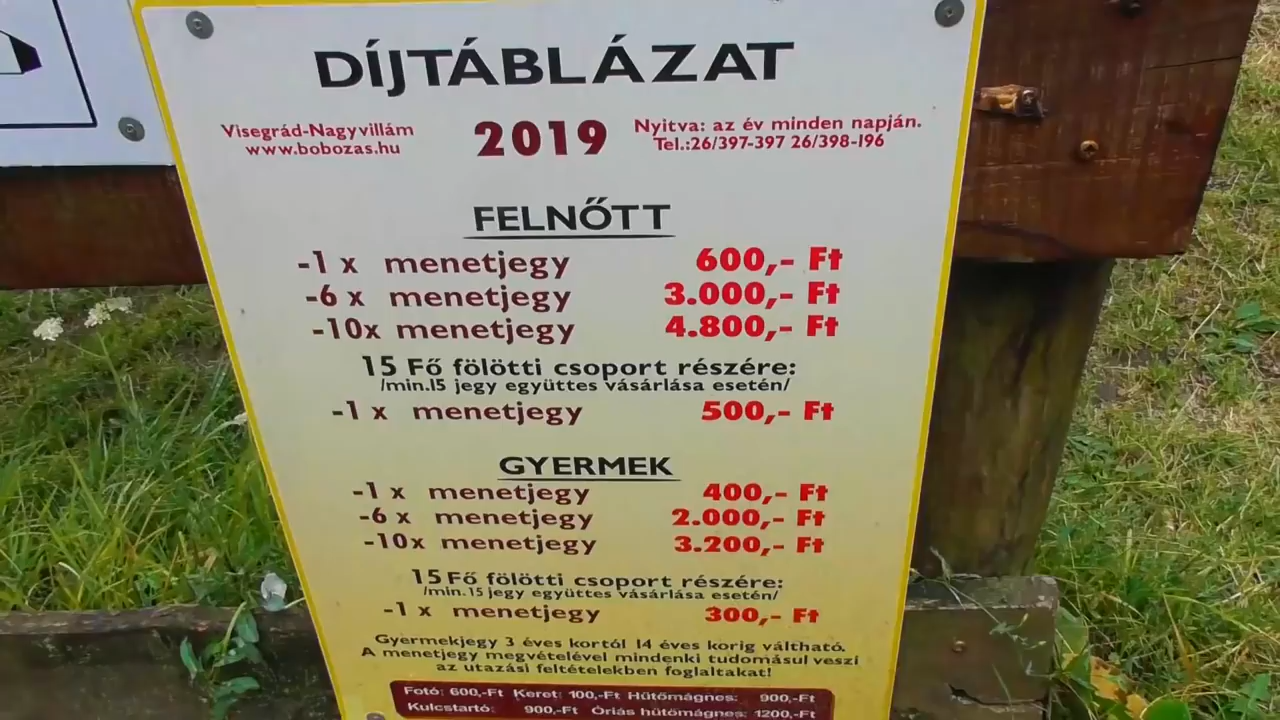 DÍJTÁBLÁZAT
Visegrád-Nagyvillám
www.bobozas.hu
2019
Nyitva: az év minden napján.
Tel.:26/397-397 26/398-196
FELNŐTT
-1 x menetjegy 600,- Ft
-6 x menetjegy 3.000,- Ft
-10x menetjegy 4.800,- Ft
15 Fő fölötti csoport részére:
/min.15 jegy együttes vásárlása esetén/
-1 x menetjegy 500,- Ft
GYERMEK
-1 x menetjegy 400,- Ft
-6 x menetjegy 2.000,- Ft
-10x menetjegy 3.200,- Ft
15 Fő fölötti csoport részére:
/min.15 jegy együttes vásárlása esetén/
-1 x menetjegy 300,- Ft
Gyermekjegy 3 éves kortól 14 éves korig váltható.
A menetjegy megvételével mindenki tudomásul veszi
az utazási feltételekben foglaltakat!
Fotó: 600,-Ft Keret: 100,-Ft Hűtőmágnes: 900,-Ft
Kulcstartó: 900,-Ft Óriás hűtőmágnes: 1200,-Ft